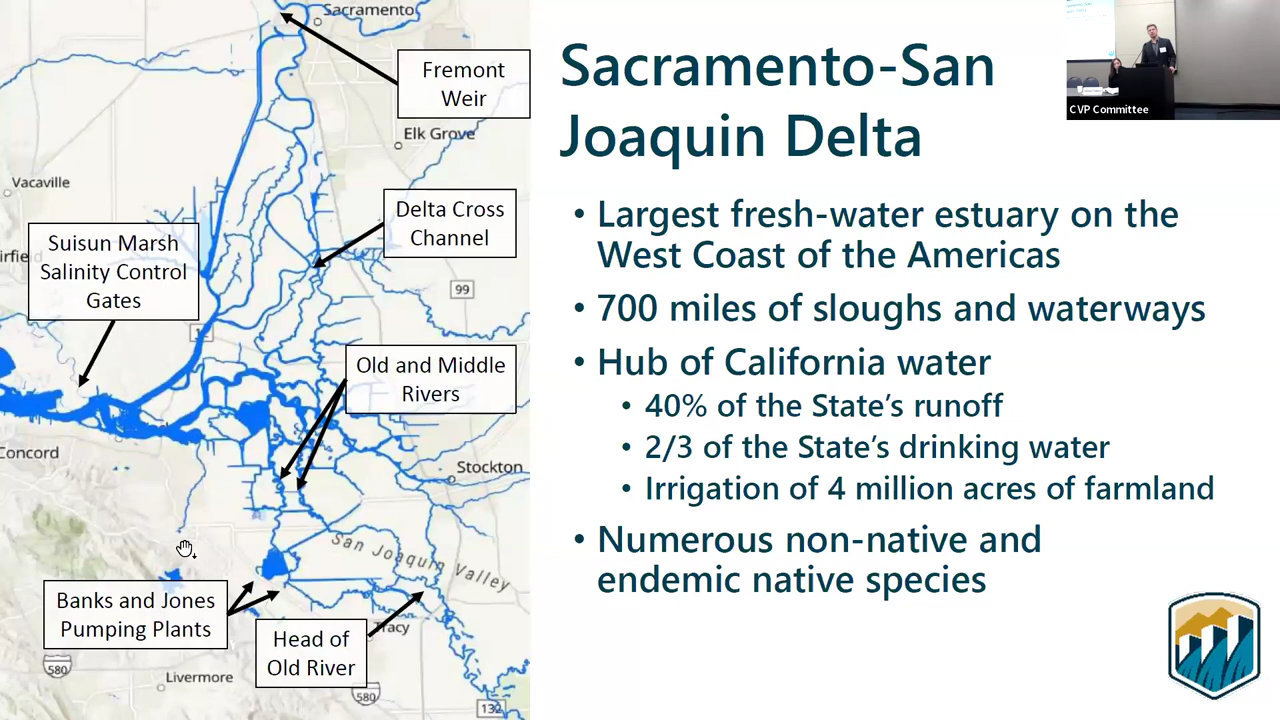 Sacramento
Fremont
Weir
Elk Grove
Vacaville
Delta Cross
Channel
Suisun Marsh
Salinity Control
Gates
irfield
99
Old and Middle
Rivers
Concord
Stockton
San Joaquin Valley
Banks and Jones
Pumping Plants
Head of
Old River
Tracy
580
Livermore
580
132
Sacramento-San
Joaquin Delta
• Largest fresh-water estuary on the
West Coast of the Americas
• 700 miles of sloughs and waterways
• Hub of California water
• 40% of the State’s runoff
• 2/3 of the State’s drinking water
• Irrigation of 4 million acres of farmland
• Numerous non-native and
endemic native species
CVP Committee